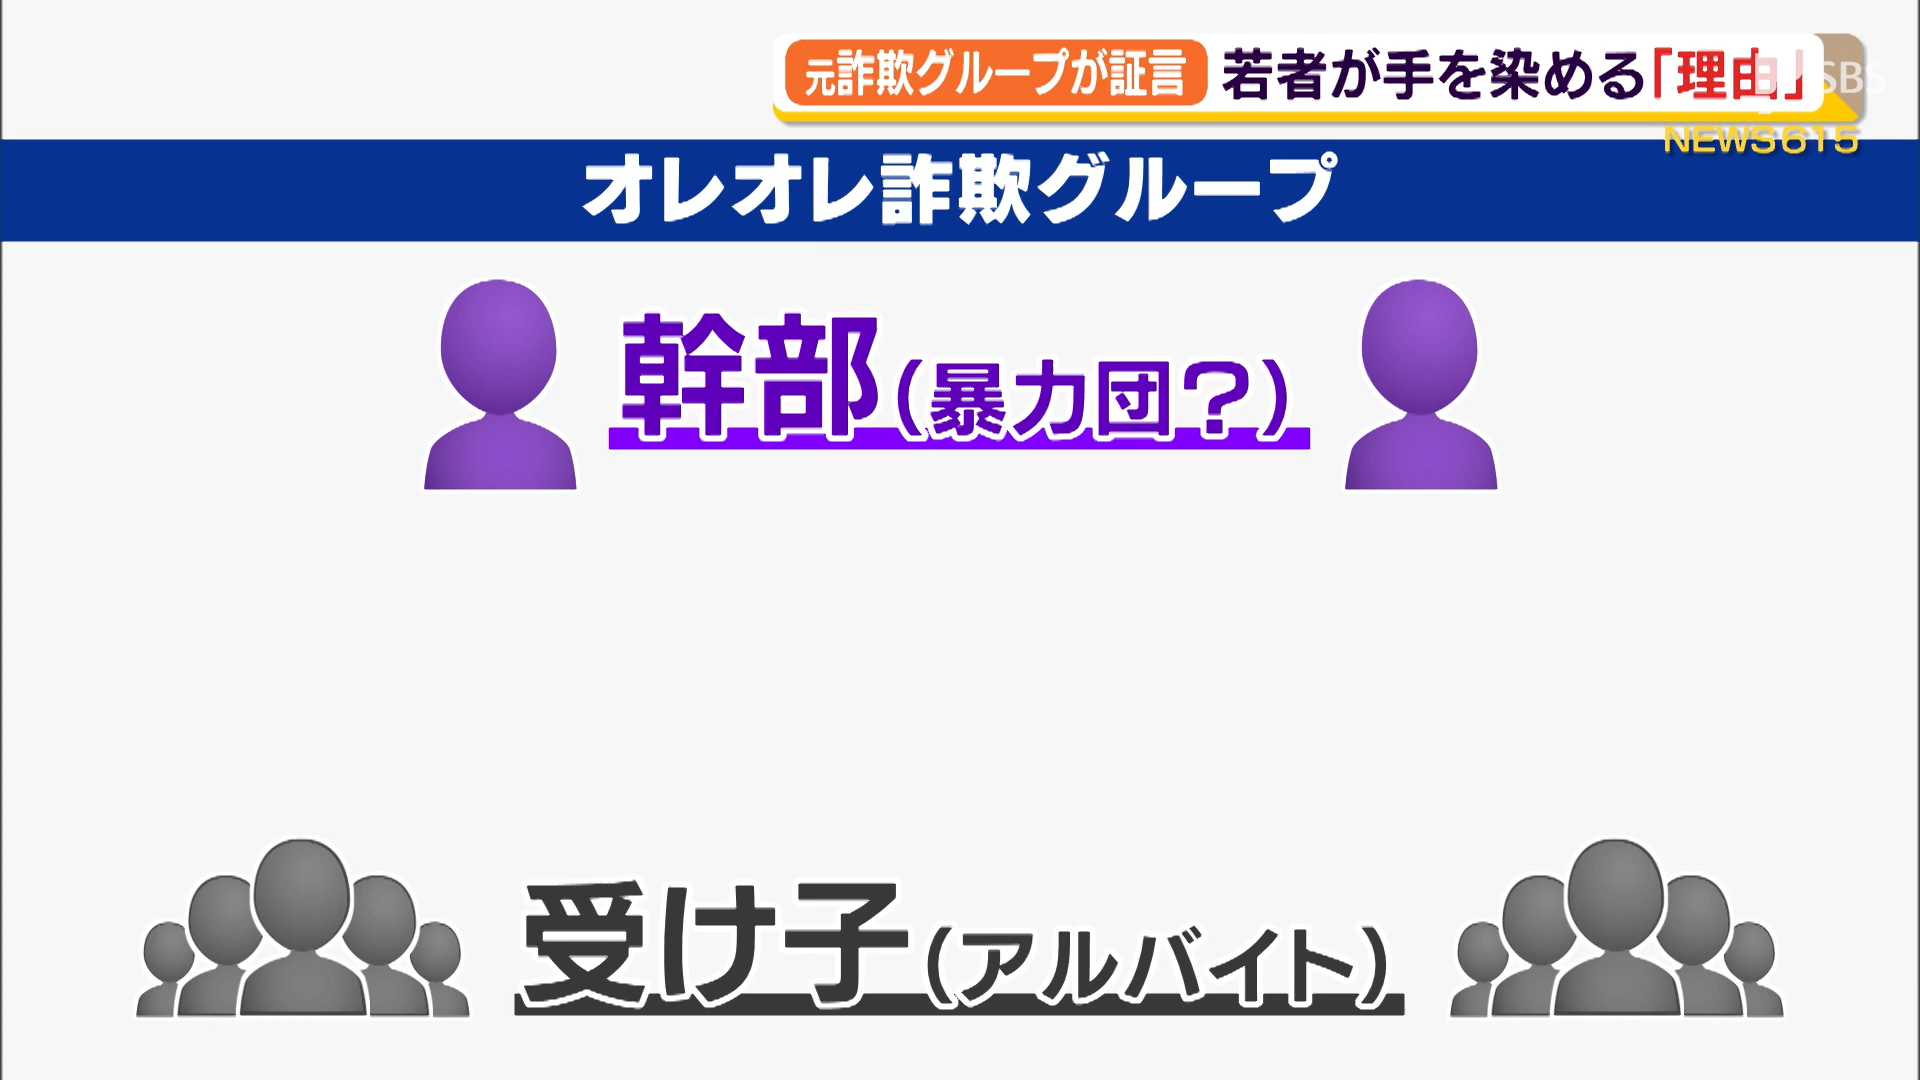 元詐欺グループが証言 若者が手を染める「理由」
SBS
NEWS615
オレオレ詐欺グループ
幹部(暴力団?)
受け子(アルバイト)